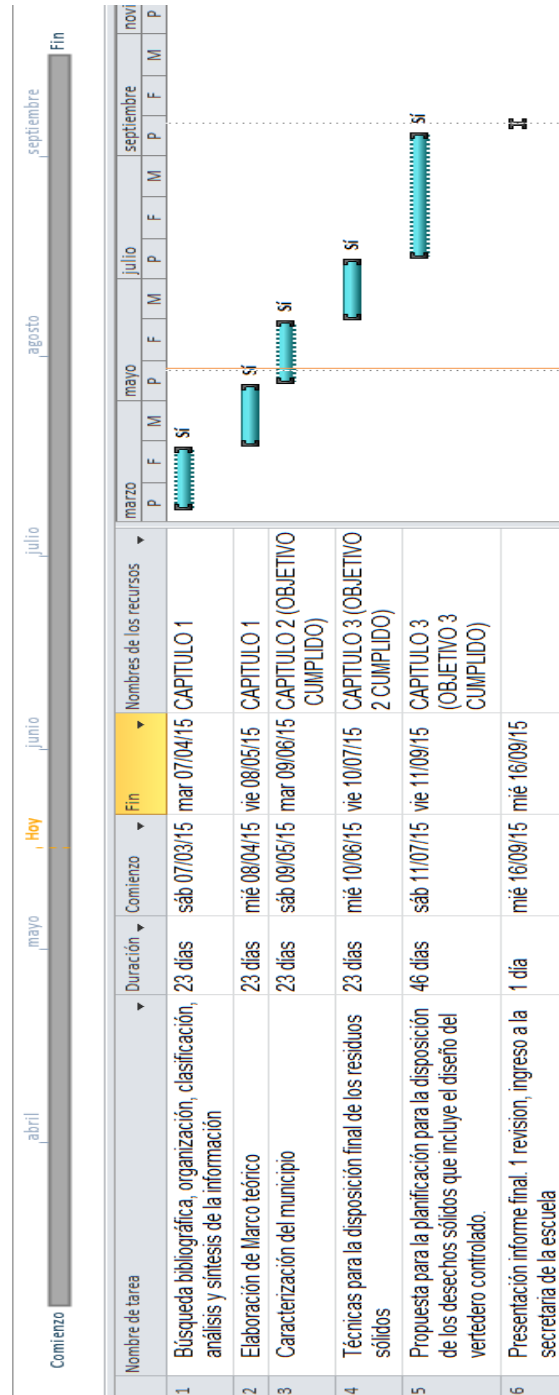 Comienzo
abril
mayo
Hoy
junio
julio
agosto
septiembre
Fin
Nombre de tarea
Duración
Comienzo
Fin
Nombres de los recursos
marzo
mayo
julio
septiembre
novi
P F M P F M P F M P F M P
1
Búsqueda bibliográfica, organización, clasificación,
análisis y síntesis de la información
23 días
sáb 07/03/15
mar 07/04/15
CAPITULO 1
Sí
2
Elaboración de Marco teórico
23 días
mié 08/04/15
vie 08/05/15
CAPITULO 1
Sí
3
Caracterización del municipio
23 días
sáb 09/05/15
mar 09/06/15
CAPITULO 2 (OBJETIVO
CUMPLIDO)
Sí
4
Técnicas para la disposición final de los residuos
sólidos
23 días
mié 10/06/15
vie 10/07/15
CAPITULO 3 (OBJETIVO
2 CUMPLIDO)
Sí
5
Propuesta para la planificación para la disposición
de los desechos sólidos que incluye el diseño del
vertedero controlado.
46 días
sáb 11/07/15
vie 11/09/15
CAPITULO 3
(OBJETIVO 3
CUMPLIDO)
Sí
6
Presentación informe final. 1 revision, ingreso a la
secretaria de la escuela
1 día
mié 16/09/15
mié 16/09/15